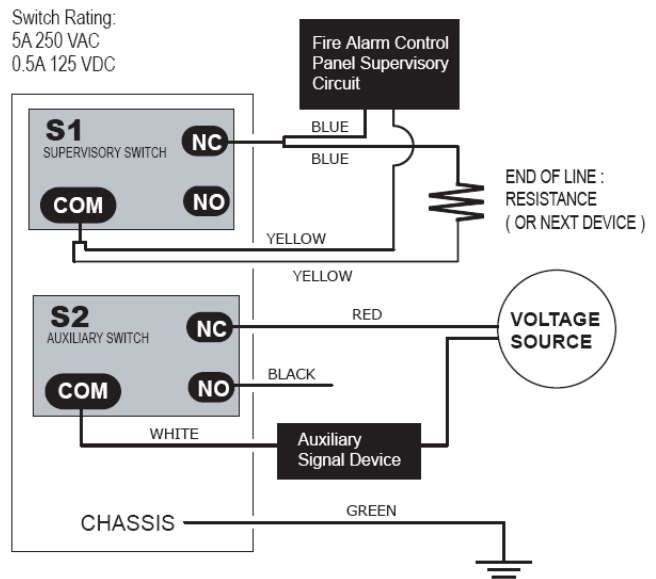 Switch Rating:
5A 250 VAC
0.5A 125 VDC
Fire Alarm Control
Panel Supervisory
Circuit
S1
SUPERVISORY SWITCH
NC
NO
COM
BLUE
BLUE
END OF LINE :
RESISTANCE
( OR NEXT DEVICE )
YELLOW
YELLOW
S2
AUXILIARY SWITCH
NC
NO
COM
RED
VOLTAGE
SOURCE
BLACK
WHITE
Auxiliary
Signal Device
CHASSIS
GREEN